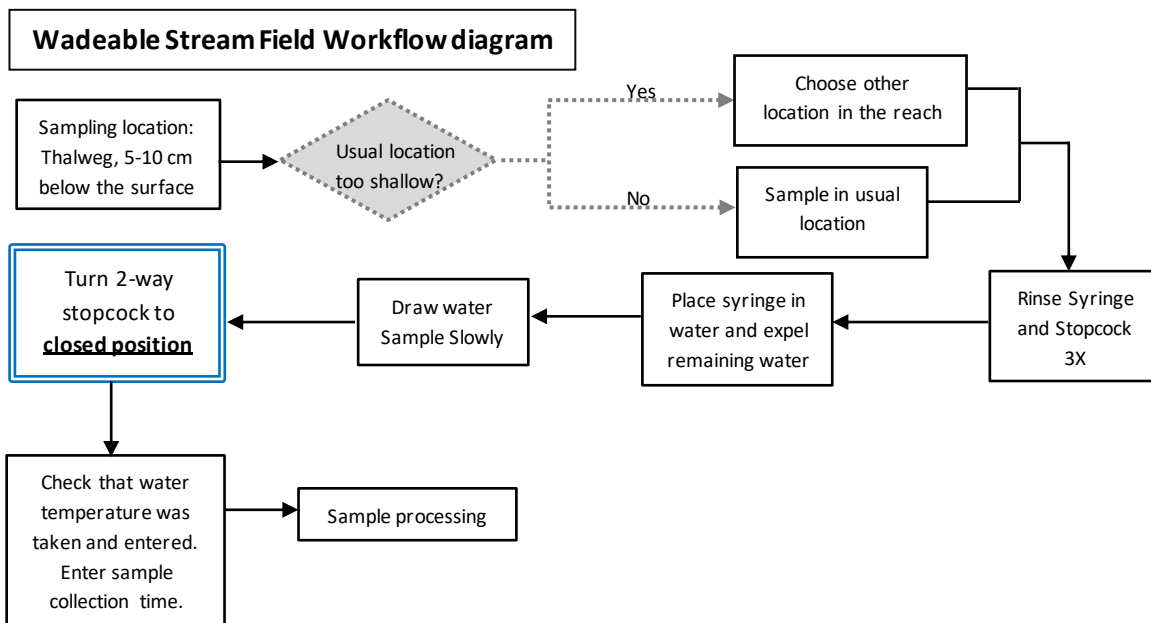 Wadeable Stream Field Workflow diagram
Sampling location:
Thalweg, 5-10 cm
below the surface
Usual location
too shallow?
Yes
Choose other
location in the reach
No
Sample in usual
location
Rinse Syringe
and Stopcock
3X
Place syringe in
water and expel
remaining water
Draw water
Sample Slowly
Turn 2-way
stopcock to
closed position
Check that water
temperature was
taken and entered.
Enter sample
collection time.
Sample processing